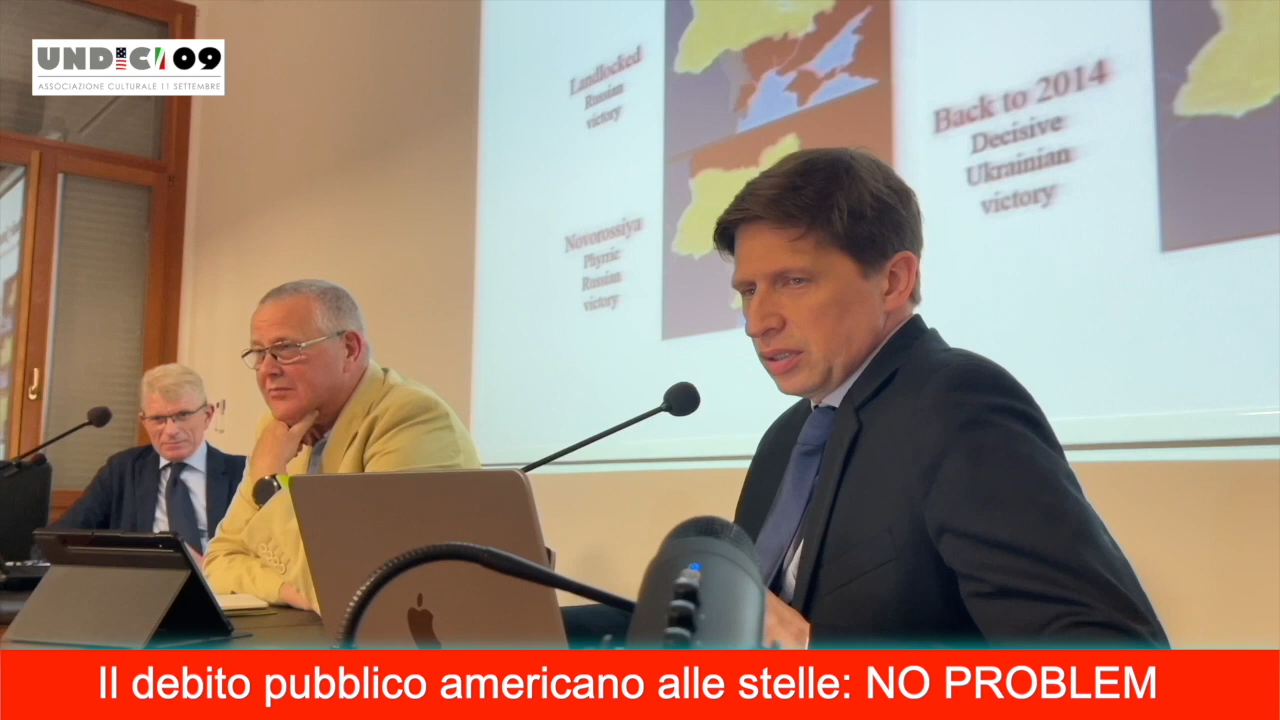 UNDICI09
ASSOCIAZIONE CULTURALE 11 SETTEMBRE
Landlocked
Russian
victory
Novorossiya
Phyrric
Russian
victory
Back to 2014
Decisive
Ukrainian
victory
Il debito pubblico americano alle stelle: NO PROBLEM